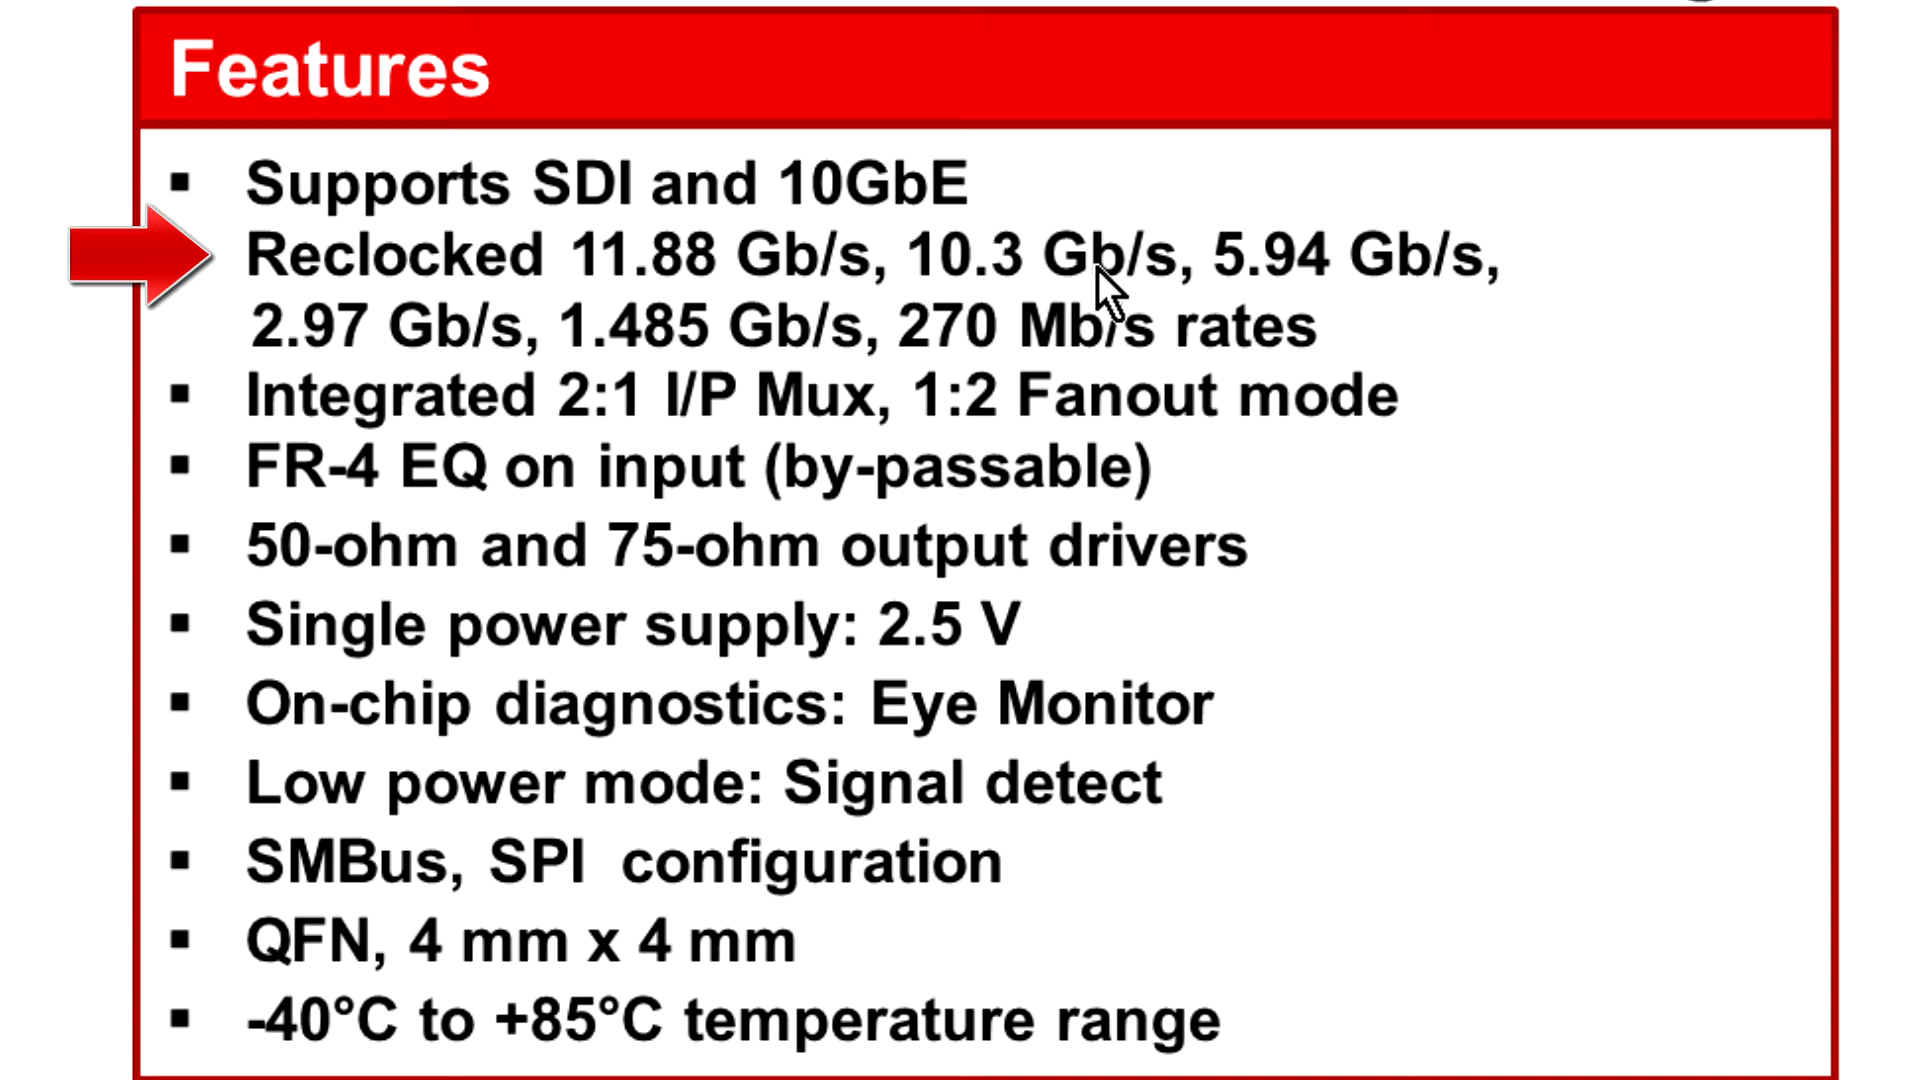 Features
▪ Supports SDI and 10GbE
Reclocked 11.88 Gb/s, 10.3 Gb/s, 5.94 Gb/s,
2.97 Gb/s, 1.485 Gb/s, 270 Mb/s rates
▪ Integrated 2:1 I/P Mux, 1:2 Fanout mode
▪ FR-4 EQ on input (by-passable)
▪ 50-ohm and 75-ohm output drivers
▪ Single power supply: 2.5 V
▪ On-chip diagnostics: Eye Monitor
▪ Low power mode: Signal detect
▪ SMBus, SPI configuration
▪ QFN, 4 mm x 4 mm
▪ -40°C to +85°C temperature range